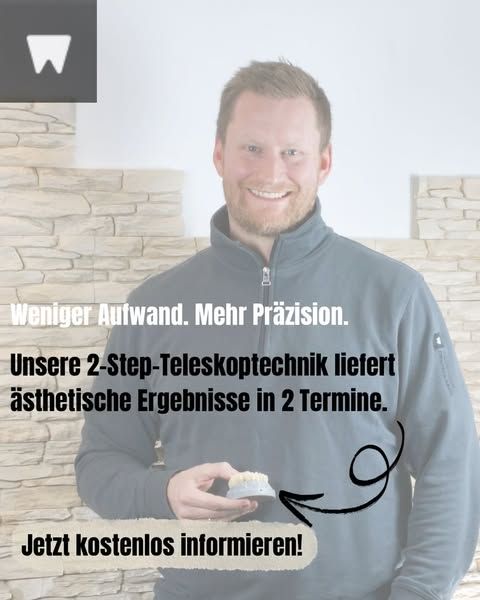 Weniger Aufwand. Mehr Präzision.
Unsere 2-Step-Teleskoptechnik liefert
ästhetische Ergebnisse in 2 Termine.
Jetzt kostenlos informieren!